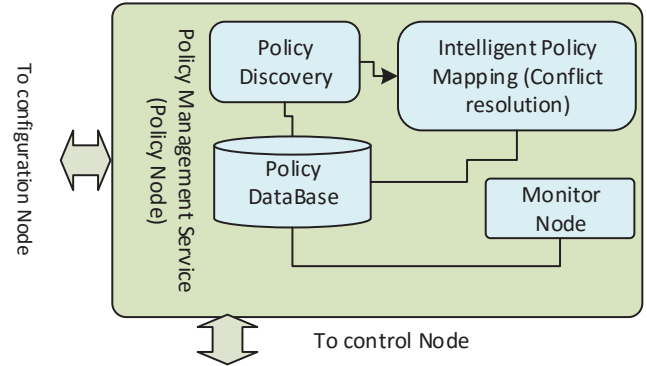 To configuration Node
Policy Management Service
(Policy Node)
Policy
Discovery
Intelligent Policy
Mapping (Conflict
resolution)
Policy
DataBase
Monitor
Node
To control Node